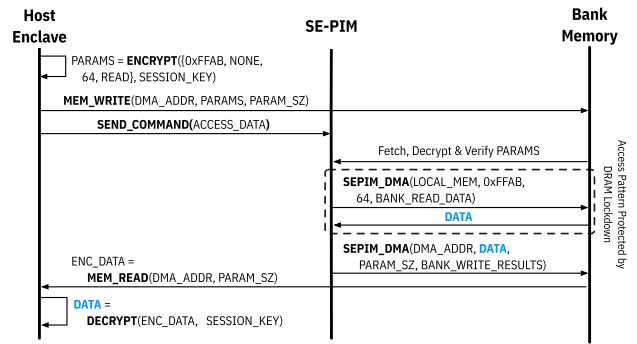 Host
Enclave
SE-PIM
Bank
Memory
PARAMS = ENCRYPT({0xFFAB, NONE,
64, READ}, SESSION_KEY)
MEM_WRITE(DMA_ADDR, PARAMS, PARAM_SZ)
SEND_COMMAND(ACCESS_DATA)
Fetch, Decrypt & Verify PARAMS
SEPIM_DMA(LOCAL_MEM, 0xFFAB,
64, BANK_READ_DATA)
DATA
Access Pattern Protected by
DRAM Lockdown
SEPIM_DMA(DMA_ADDR, DATA,
PARAM_SZ, BANK_WRITE_RESULTS)
ENC_DATA =
MEM_READ(DMA_ADDR, PARAM_SZ)
DATA =
DECRYPT(ENC_DATA, SESSION_KEY)